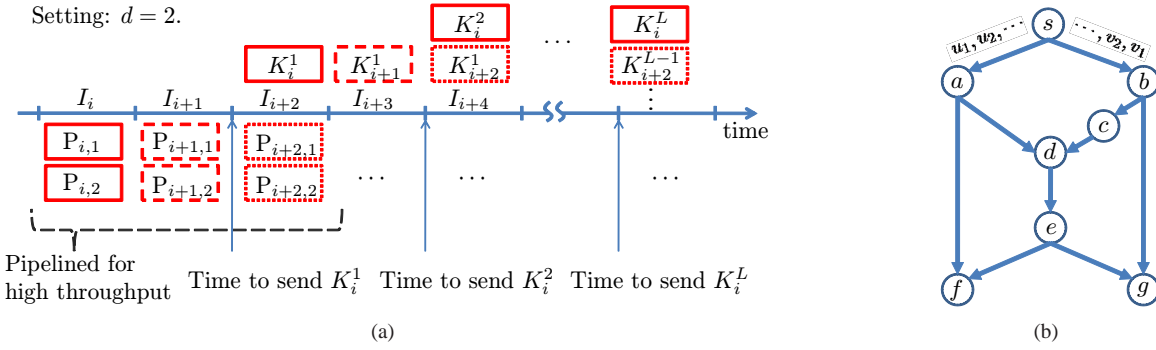 Setting: d = 2.
K_i^2 ... K_i^L
K_i^1 K_{i+1}^1 K_{i+2}^1 K_{i+2}^{L-1}
I_i I_{i+1} I_{i+2} I_{i+3} I_{i+4} ⋮
time
P_{i,1} P_{i+1,1} P_{i+2,1}
P_{i,2} P_{i+1,2} P_{i+2,2} ... ... ...
Pipelined for
high throughput
Time to send K_i^1 Time to send K_i^2 Time to send K_i^L
(a)
s
u_1, u_2, ··· ··· , v_2, v_1
a b
c
d
e
f g
(b)